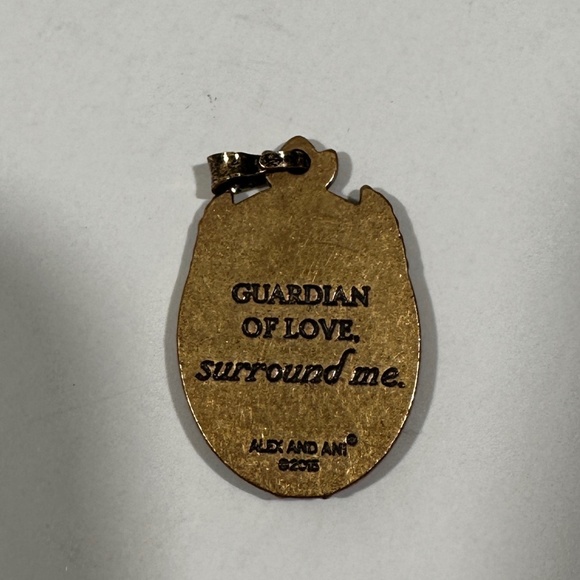 GUARDIAN
OF LOVE,
surround me.
ALEX AND ANI®
©2015